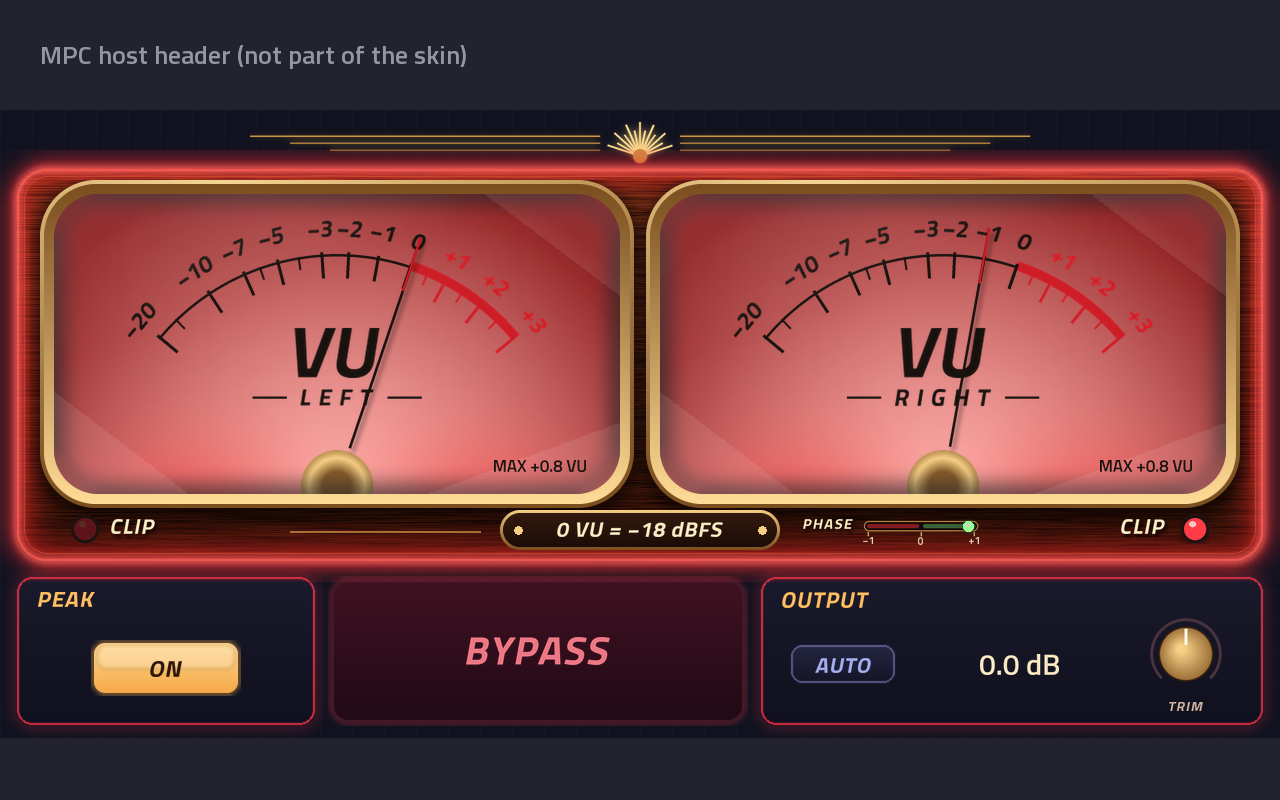 MPC host header (not part of the skin)
−20 −10 −7 −5 −3 −2 −1 0 +1 +2 +3
VU
LEFT
MAX +0.8 VU
−20 −10 −7 −5 −3 −2 −1 0 +1 +2 +3
VU
RIGHT
MAX +0.8 VU
CLIP
0 VU = −18 dBFS
PHASE
−1 0 +1
CLIP
PEAK
ON
BYPASS
OUTPUT
AUTO
0.0 dB
TRIM